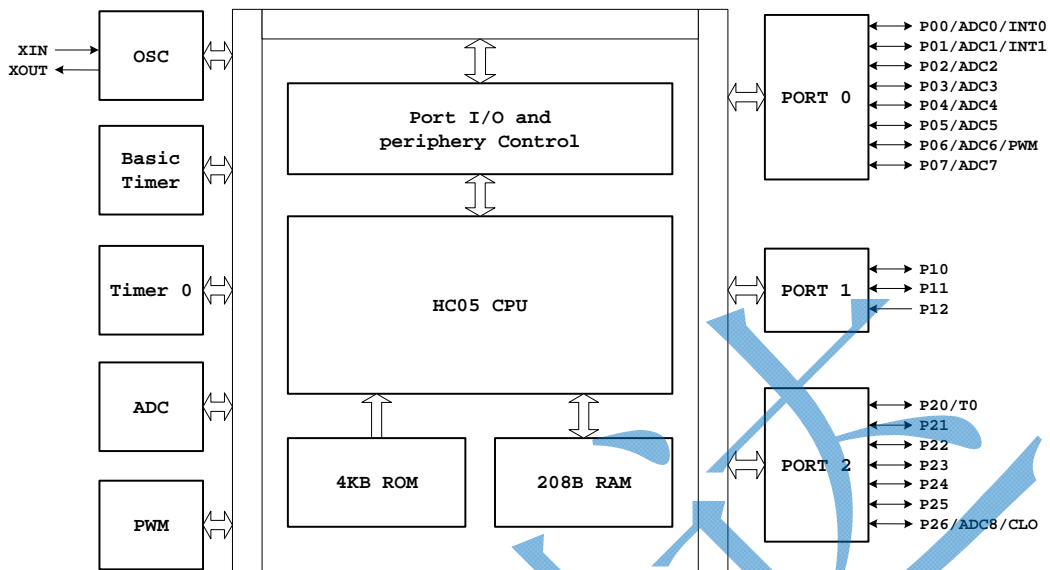 XIN
XOUT
OSC
Basic
Timer
Timer 0
ADC
PWM
Port I/O and
periphery Control
HC05 CPU
4KB ROM
208B RAM
PORT 0
P00/ADC0/INT0
P01/ADC1/INT1
P02/ADC2
P03/ADC3
P04/ADC4
P05/ADC5
P06/ADC6/PWM
P07/ADC7
PORT 1
P10
P11
P12
PORT 2
P20/T0
P21
P22
P23
P24
P25
P26/ADC8/CLO